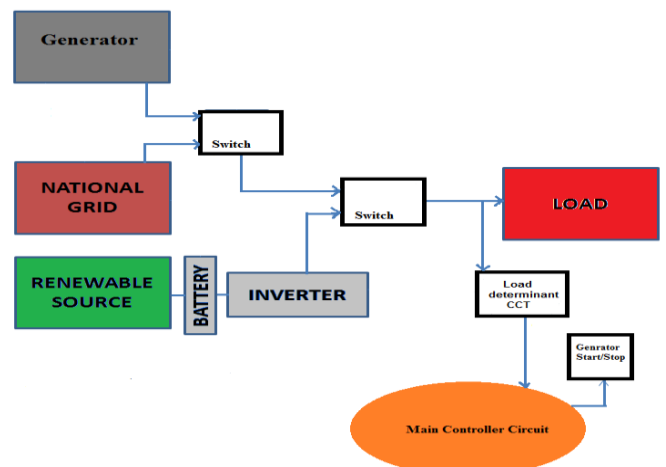 Generator
Switch
NATIONAL
GRID
Switch
LOAD
RENEWABLE
SOURCE
BATTERY
INVERTER
Load
determinant
CCT
Genrator
Start/Stop
Main Controller Circuit